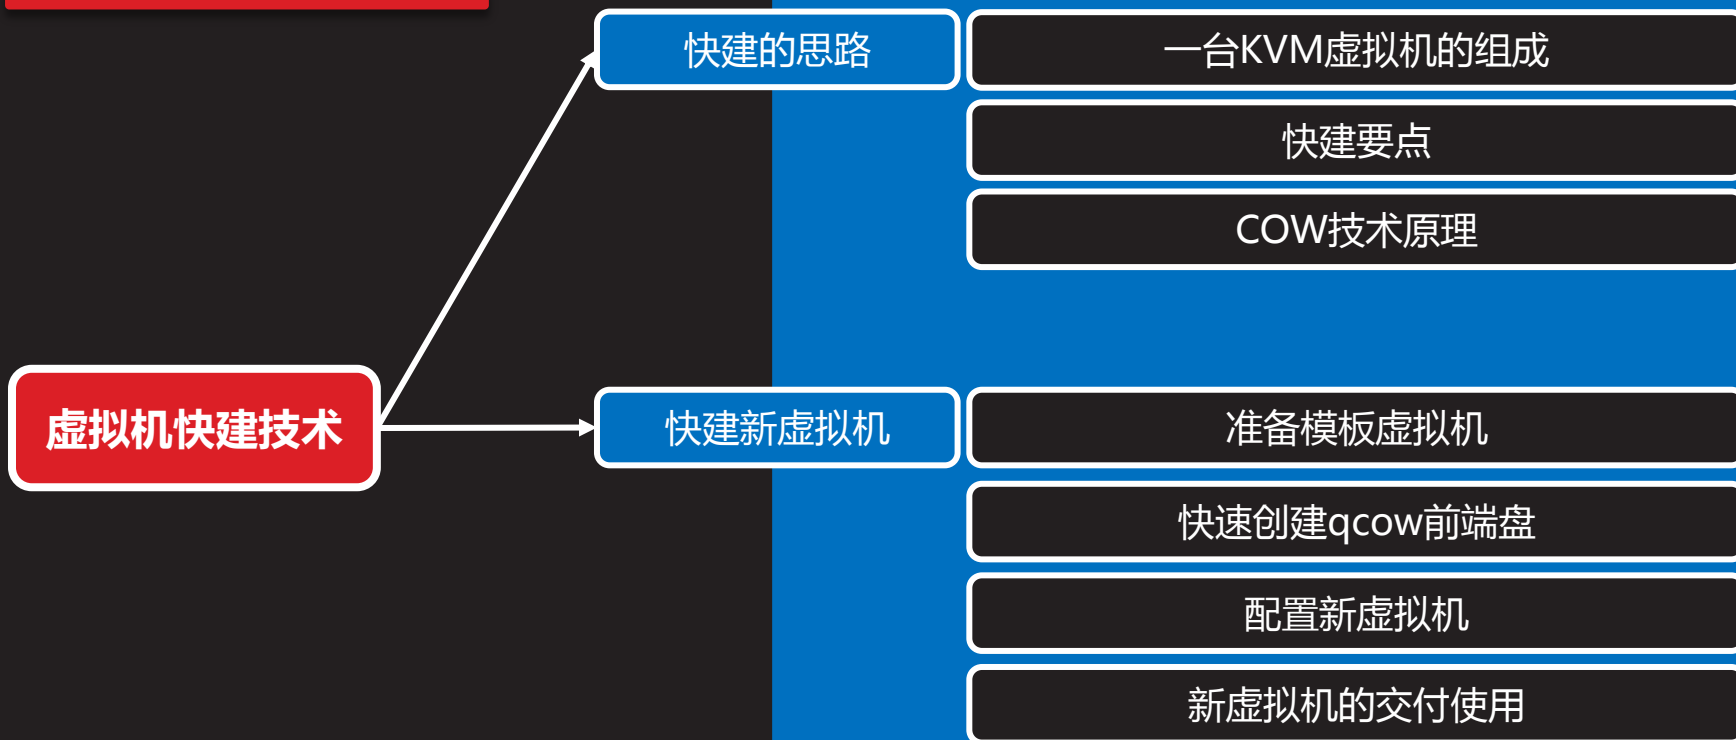 快建的思路
一台KVM虚拟机的组成
快建要点
COW技术原理
虚拟机快建技术
快建新虚拟机
准备模板虚拟机
快速创建qcow前端盘
配置新虚拟机
新虚拟机的交付使用